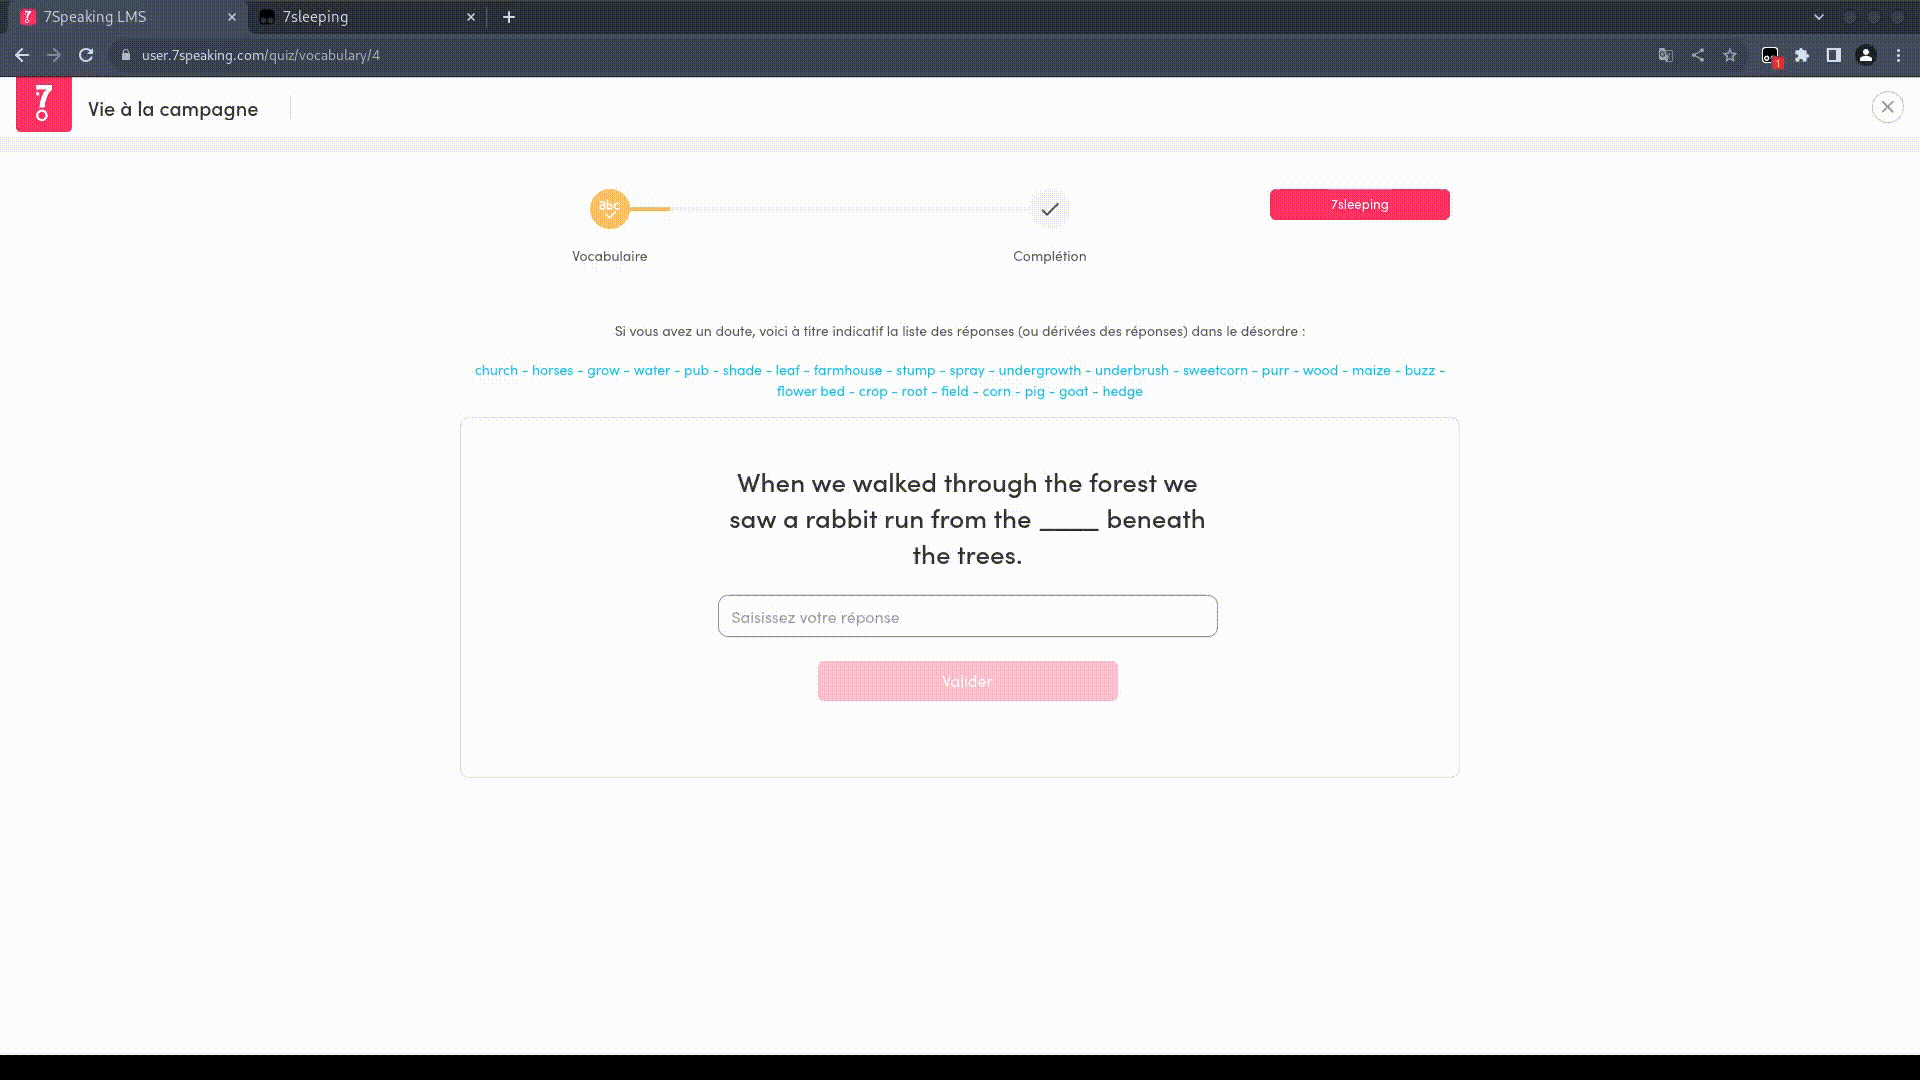 7Speaking LMS
7sleeping
user.7speaking.com/quiz/vocabulary/4
1
7
Vie à la campagne
abc
7sleeping
Vocabulaire
Complétion
Si vous avez un doute, voici à titre indicatif la liste des réponses (ou dérivées des réponses) dans le désordre :
church - horses - grow - water - pub - shade - leaf - farmhouse - stump - spray - undergrowth - underbrush - sweetcorn - purr - wood - maize - buzz -
flower bed - crop - root - field - corn - pig - goat - hedge
When we walked through the forest we
saw a rabbit run from the ____ beneath
the trees.
Saisissez votre réponse
Valider